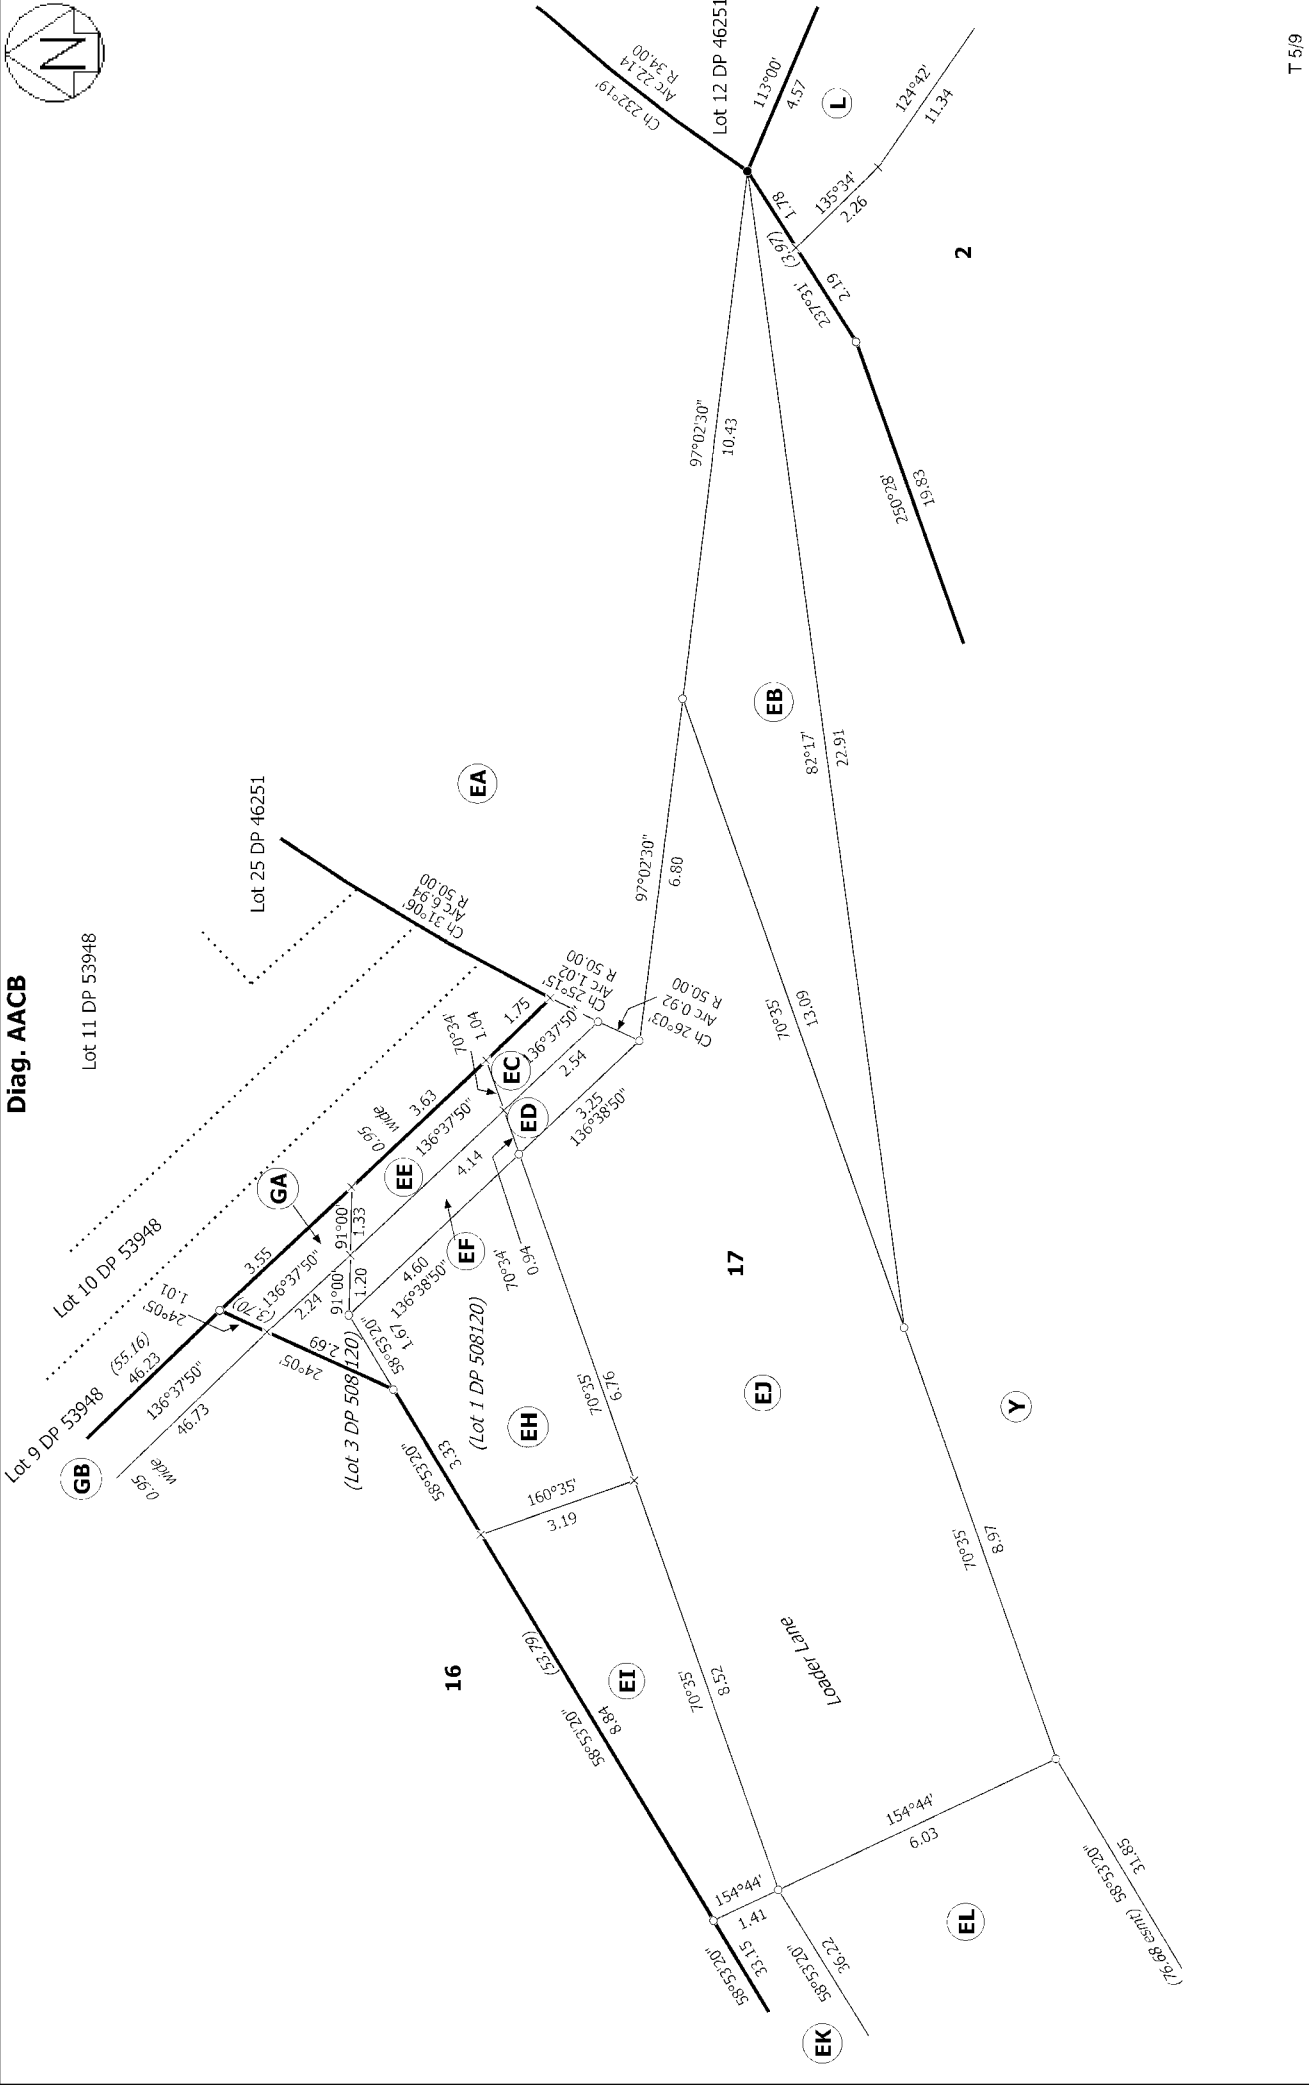 Diag. AACB
N
T 5/9
Lot 11 DP 53948
Lot 25 DP 46251
Lot 12 DP 46251
Lot 10 DP 53948
Lot 9 DP 53948
GB
0.95
wide
136°37'50"
46.73
(55.16)
46.23
24°05'
1.01
3.55
(3.70)
136°37'50"
2.24
24°05'
2.69
GA
91°00'
1.33
91°00'
1.20
0.95
wide
136°37'50"
3.63
EE
4.14
EF
4.60
136°38'50"
58°53'20"
1.67
(Lot 3 DP 508120)
(Lot 1 DP 508120)
70°34'
1.04
1.75
EC
136°37'50"
2.54
ED
3.25
136°38'50"
70°34'
0.94
Ch 31°06'
Arc 6.94
R 50.00
Ch 25°15'
Arc 1.02
R 50.00
Ch 26°03'
Arc 0.92
R 50.00
EA
97°02'30"
6.80
97°02'30"
10.43
Ch 232°19'
Arc 22.14
R 34.00
113°00'
4.57
L
124°42'
11.34
135°34'
2.26
1.78
(3.97)
237°31'
2.19
2
250°28'
19.83
EB
82°17'
22.91
70°35'
13.09
17
EJ
Y
70°35'
8.97
EH
70°35'
6.76
58°53'20"
3.33
160°35'
3.19
16
(53.79)
58°53'20"
8.84
EI
70°35'
8.52
Loader Lane
154°44'
6.03
154°44'
1.41
58°53'20"
33.15
58°53'20"
36.22
EK
EL
(76.68 esmt) 58°53'20"
31.85